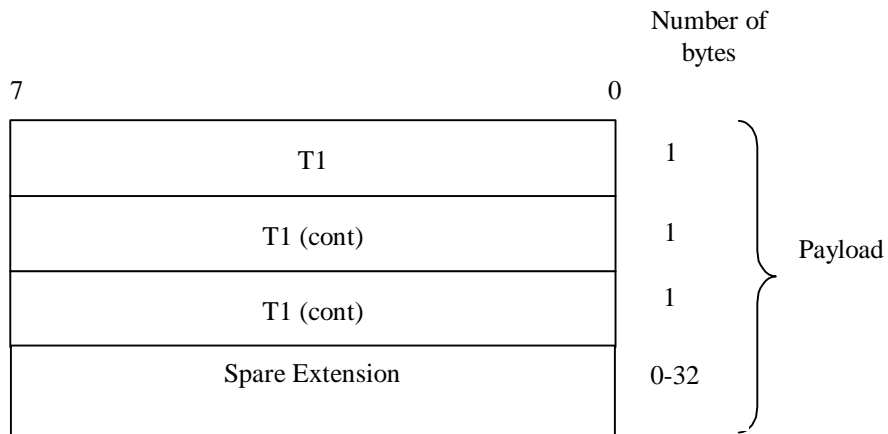 Number of
bytes
7 0
T1 1
T1 (cont) 1
Payload
T1 (cont) 1
Spare Extension 0-32